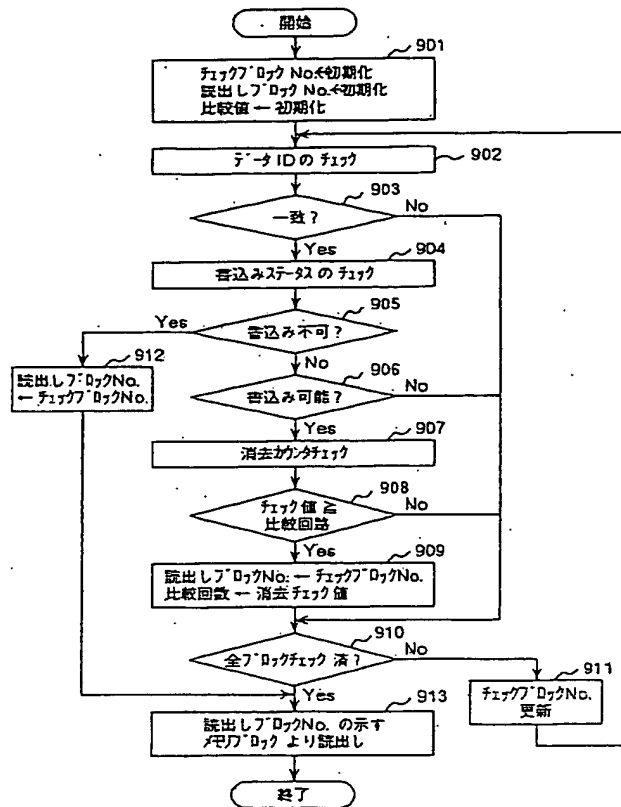 開始
901
チェックブロック No.←初期化
読出しブロック No.←初期化
比較値 ← 初期化
データ ID の チェック
902
903
一致?
No
Yes
904
書込みステータス の チェック
905
Yes
書込み不可?
912
No
906
読出しブロックNo.
← チェックブロックNo.
書込み可能?
No
Yes
907
消去カウンタチェック
908
チェック値 ≧
比較回路
No
Yes
909
読出しブロックNo. ← チェックブロックNo.
比較回数 ← 消去チェック値
910
全ブロックチェック 済?
No
911
Yes
913
チェックブロックNo.
更新
読出しブロックNo. の示す
メモリブロック より読出し
終了